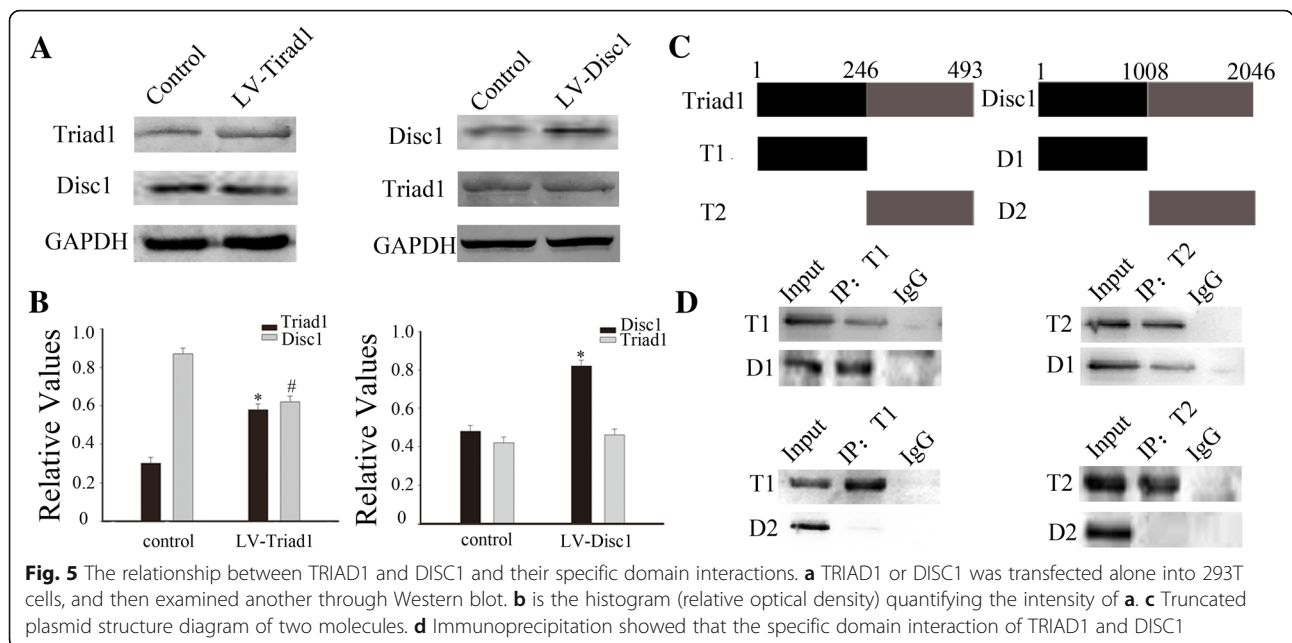 A
Control
LV-Tirad1
Triad1
Disc1
GAPDH
Control
LV-Disc1
Disc1
Triad1
GAPDH
B
Relative Values
1.0
0.8
0.6
0.4
0.2
0
Triad1
Disc1
*
#
control
LV-Triad1
Relative Values
1.0
0.8
0.6
0.4
0.2
0
Disc1
Triad1
*
control
LV-Disc1
C
1 246 493
Triad1
T1
T2
1 1008 2046
Disc1
D1
D2
D
Input IP: T1 IgG
T1
D1
Input IP: T2 IgG
T2
D1
Input IP: T1 IgG
T1
D2
Input IP: T2 IgG
T2
D2
Fig. 5 The relationship between TRIAD1 and DISC1 and their specific domain interactions. a TRIAD1 or DISC1 was transfected alone into 293T
cells, and then examined another through Western blot. b is the histogram (relative optical density) quantifying the intensity of a. c Truncated
plasmid structure diagram of two molecules. d Immunoprecipitation showed that the specific domain interaction of TRIAD1 and DISC1